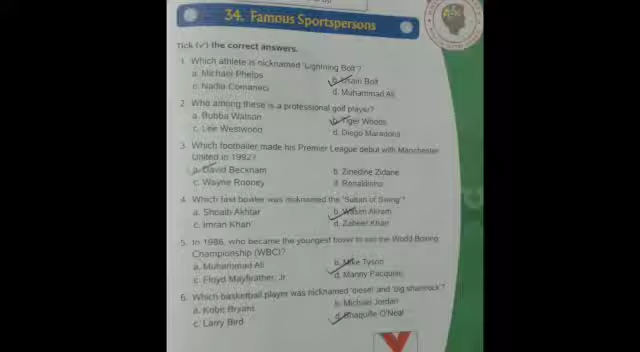 34. Famous Sportspersons
Tick (✓) the correct answers.
1. Which athlete is nicknamed 'Lightning Bolt'?
a. Michael Phelps b. Usain Bolt
c. Nadia Comaneci d. Muhammad Ali
2. Who among these is a professional golf player?
a. Bubba Watson b. Tiger Woods
c. Lee Westwood d. Diego Maradona
3. Which footballer made his Premier League debut with Manchester
United in 1992?
a. David Beckham b. Zinedine Zidane
c. Wayne Rooney d. Ronaldinho
4. Which fast bowler was nicknamed the 'Sultan of Swing'?
a. Shoaib Akhtar b. Wasim Akram
c. Imran Khan d. Zaheer Khan
5. In 1986, who became the youngest boxer to win the World Boxing
Championship (WBC)?
a. Muhammad Ali b. Mike Tyson
c. Floyd Mayfeather, Jr. d. Manny Pacquiao
6. Which basketball player was nicknamed 'diesel' and 'big shamrock'?
a. Kobe Bryant b. Michael Jordan
c. Larry Bird d. Shaquille O'Neal